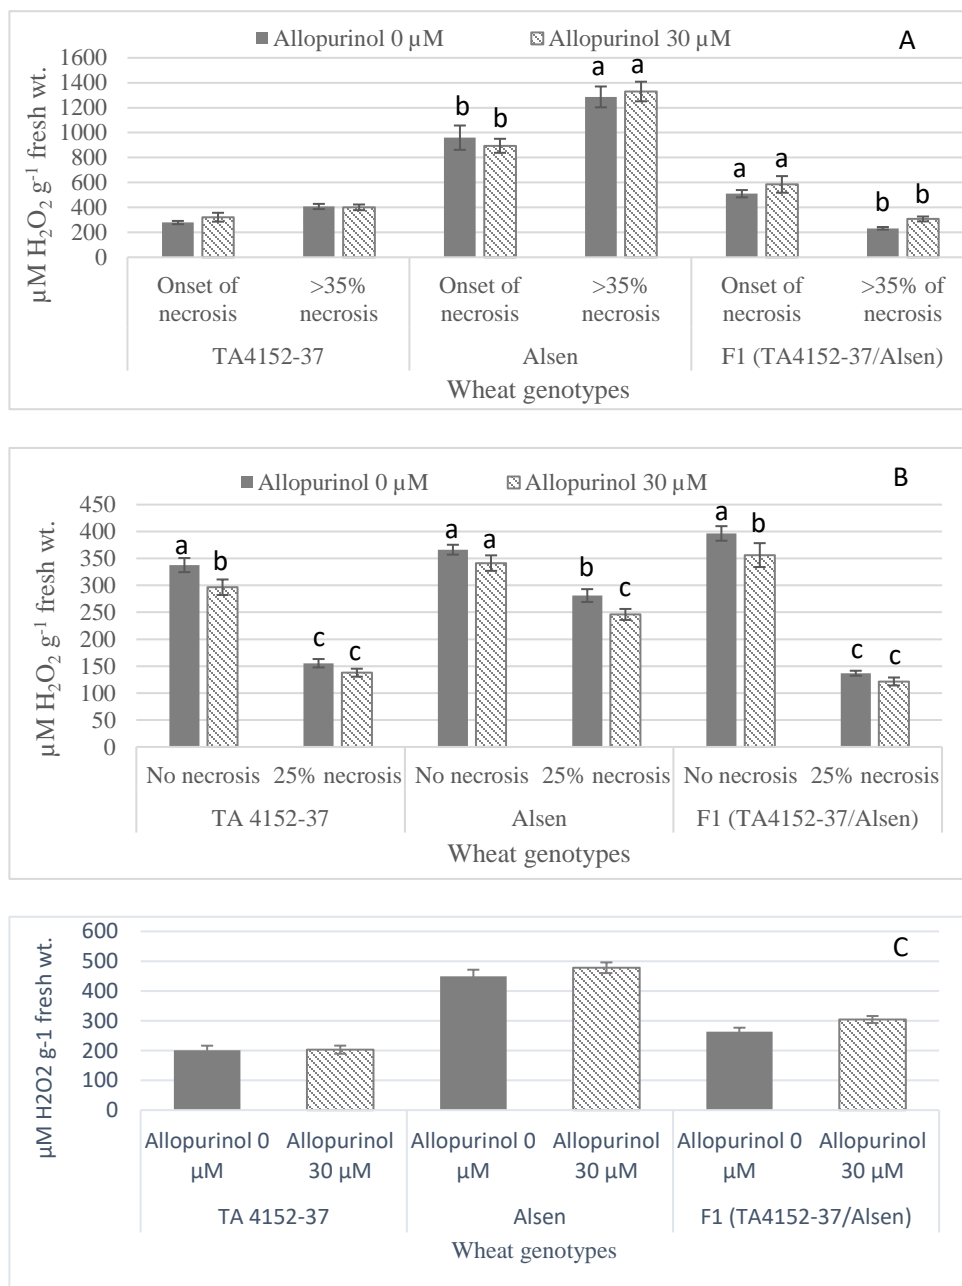 Allopurinol 0 µM Allopurinol 30 µM A
µM H₂O₂ g⁻¹ fresh wt.
1600
1400
1200
1000
800
600
400
200
0
b b a a a a b b
Onset of necrosis >35% necrosis Onset of necrosis >35% necrosis Onset of necrosis >35% of necrosis
TA4152-37 Alsen F1 (TA4152-37/Alsen)
Wheat genotypes
Allopurinol 0 µM Allopurinol 30 µM B
µM H₂O₂ g⁻¹ fresh wt.
450
400
350
300
250
200
150
100
50
0
a b c c a a b c a b c c
No necrosis 25% necrosis No necrosis 25% necrosis No necrosis 25% necrosis
TA 4152-37 Alsen F1 (TA4152-37/Alsen)
Wheat genotypes
C
µM H2O2 g-1 fresh wt.
600
500
400
300
200
100
0
Allopurinol 0 µM Allopurinol 30 µM Allopurinol 0 µM Allopurinol 30 µM Allopurinol 0 µM Allopurinol 30 µM
TA 4152-37 Alsen F1 (TA4152-37/Alsen)
Wheat genotypes